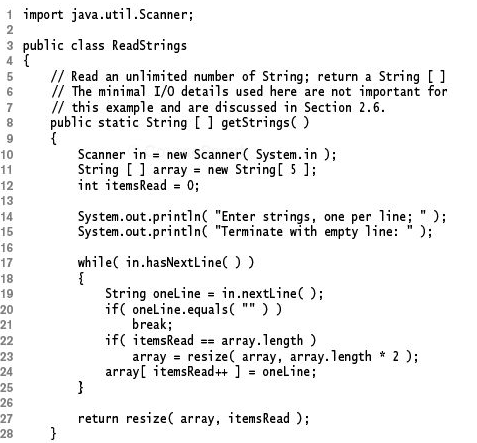 1 import java.util.Scanner;
2
3 public class ReadStrings
4 {
5 // Read an unlimited number of String; return a String [ ]
6 // The minimal I/O details used here are not important for
7 // this example and are discussed in Section 2.6.
8 public static String [ ] getStrings( )
9 {
10 Scanner in = new Scanner( System.in );
11 String [ ] array = new String[ 5 ];
12 int itemsRead = 0;
13
14 System.out.println( "Enter strings, one per line; " );
15 System.out.println( "Terminate with empty line: " );
16
17 while( in.hasNextLine( ) )
18 {
19 String oneLine = in.nextLine( );
20 if( oneLine.equals( "" ) )
21 break;
22 if( itemsRead == array.length )
23 array = resize( array, array.length * 2 );
24 array[ itemsRead++ ] = oneLine;
25 }
26
27 return resize( array, itemsRead );
28 }